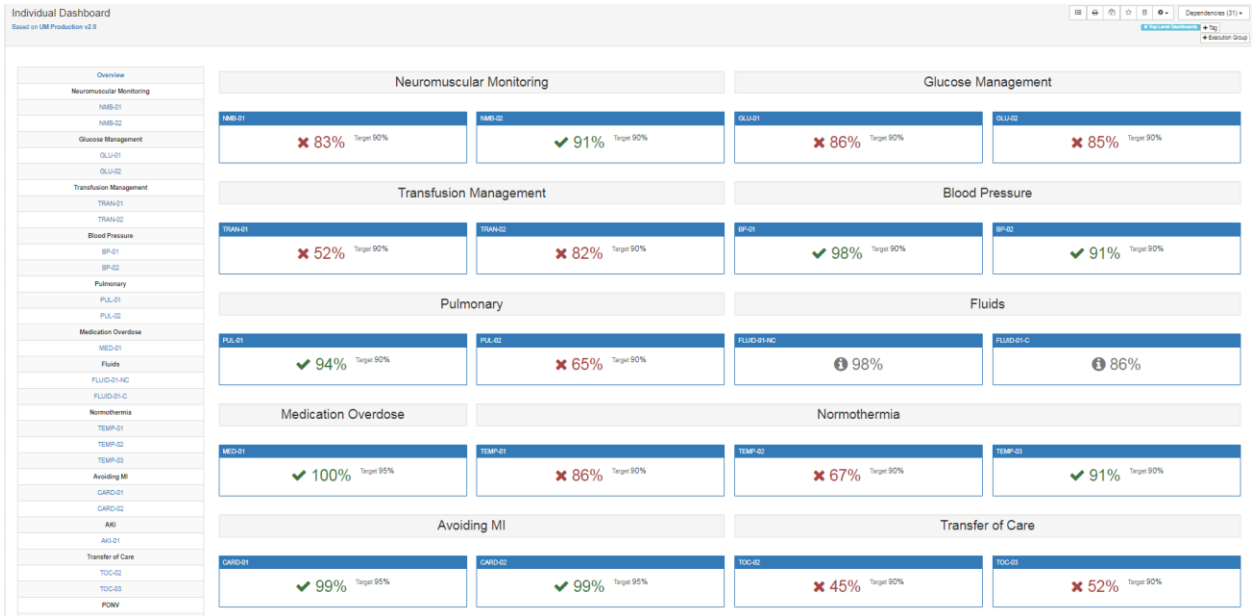 Individual Dashboard
Based on UM Production v2.0
Dependencies (31)
Top Level Dashboards
Tag
Execution Group
Overview
Neuromuscular Monitoring
NMB-01
NMB-02
Glucose Management
GLU-01
GLU-02
Transfusion Management
TRAN-01
TRAN-02
Blood Pressure
BP-01
BP-02
Pulmonary
PUL-01
PUL-02
Medication Overdose
MED-01
Fluids
FLUID-01-NC
FLUID-01-C
Normothermia
TEMP-01
TEMP-02
TEMP-03
Avoiding MI
CARD-01
CARD-02
AKI
AKI-01
Transfer of Care
TOC-02
TOC-03
PONV
Neuromuscular Monitoring Glucose Management
NMB-01 NMB-02 GLU-01 GLU-02
83% Target 90% 91% Target 90% 86% Target 90% 85% Target 90%
Transfusion Management Blood Pressure
TRAN-01 TRAN-02 BP-01 BP-02
52% Target 90% 82% Target 90% 98% Target 90% 91% Target 90%
Pulmonary Fluids
PUL-01 PUL-02 FLUID-01-NC FLUID-01-C
94% Target 90% 65% Target 90% 98% 86%
Medication Overdose Normothermia
MED-01 TEMP-01 TEMP-02 TEMP-03
100% Target 95% 86% Target 90% 67% Target 90% 91% Target 90%
Avoiding MI Transfer of Care
CARD-01 CARD-02 TOC-02 TOC-03
99% Target 95% 99% Target 95% 45% Target 90% 52% Target 90%